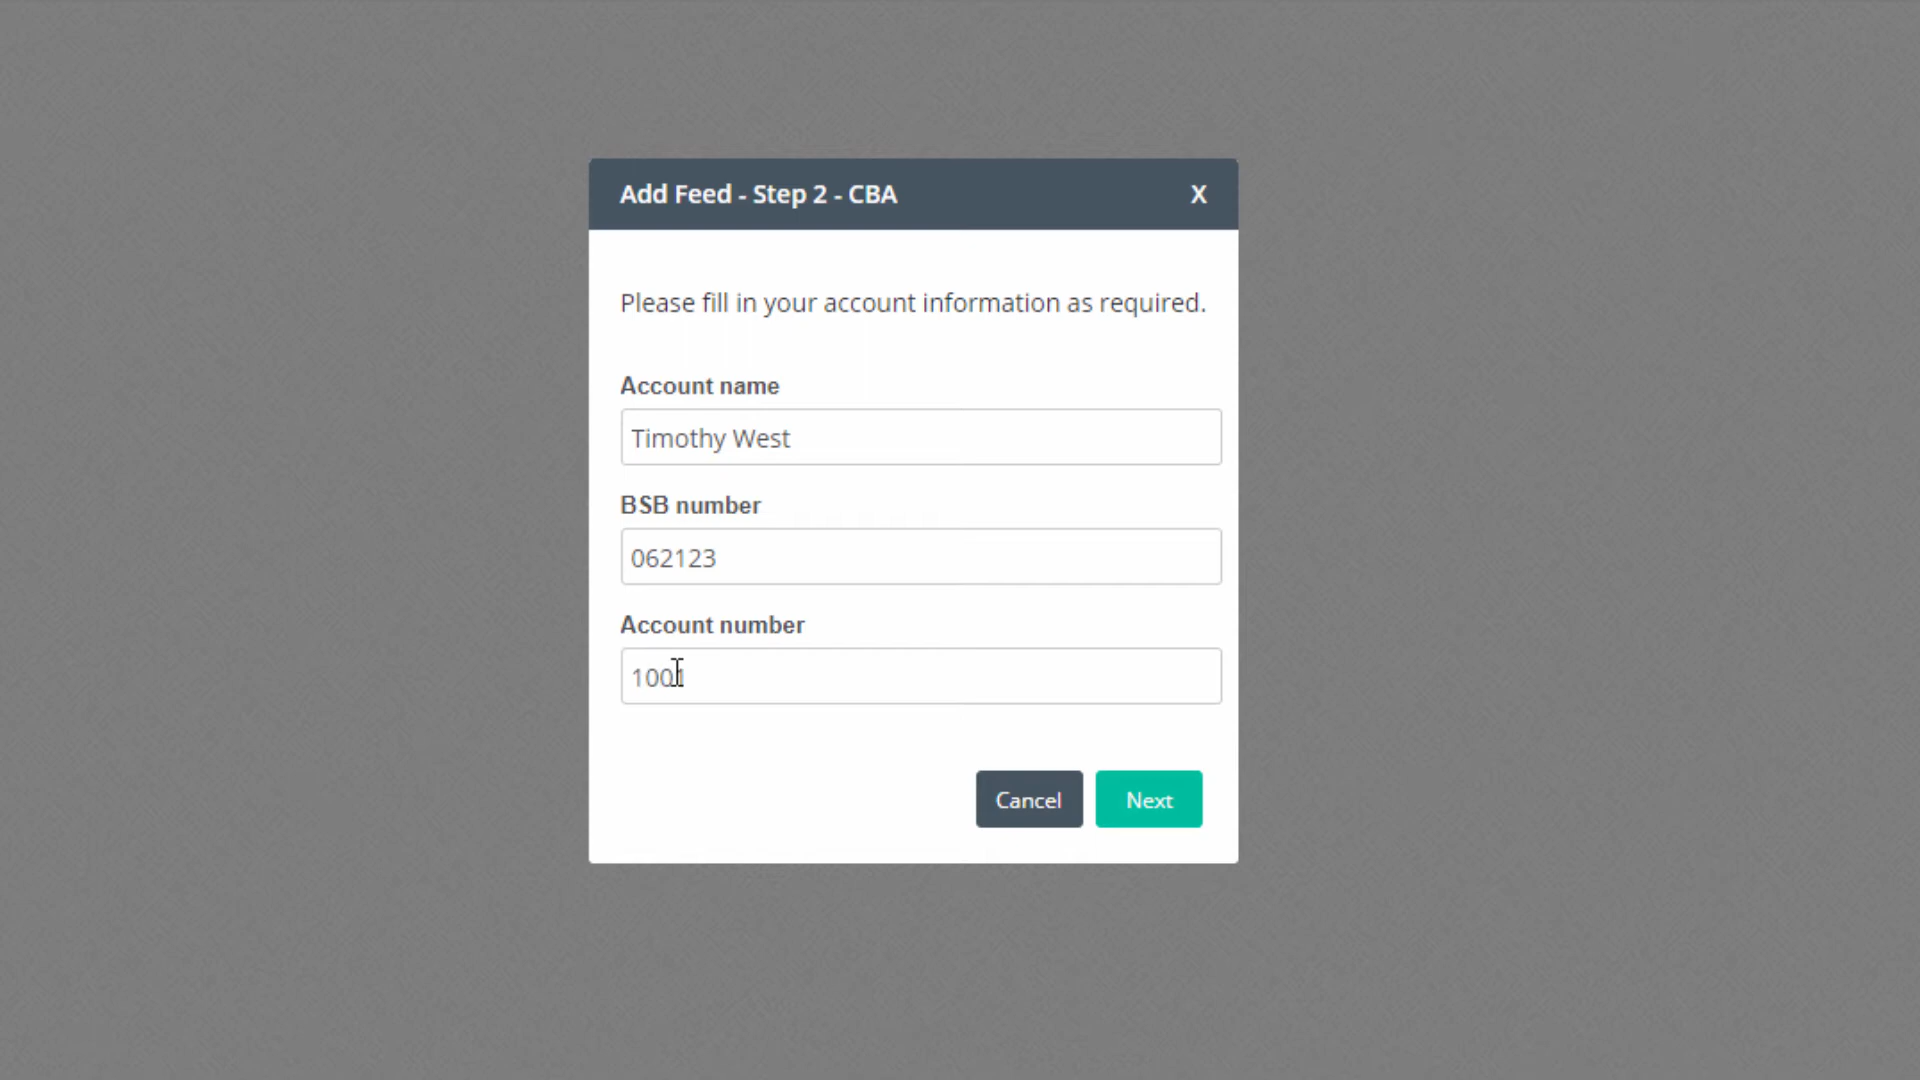 Add Feed - Step 2 - CBA X
Please fill in your account information as required.
Account name
Timothy West
BSB number
062123
Account number
1001
Cancel Next